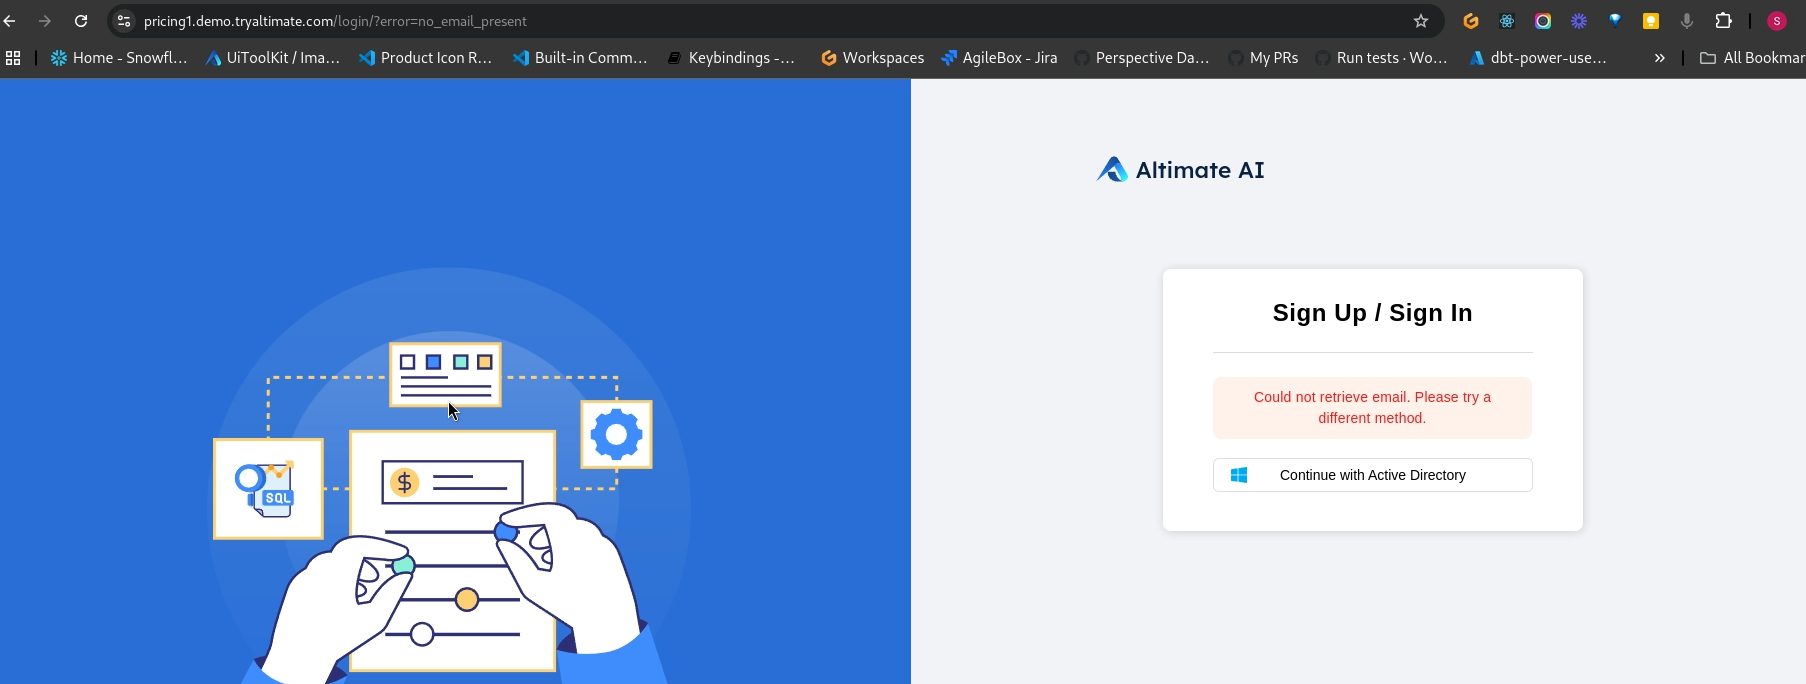 pricing1.demo.tryaltimate.com/login/?error=no_email_present
S
Home - Snowfl... UiToolKit / Ima... Product Icon R... Built-in Comm... Keybindings -... Workspaces AgileBox - Jira Perspective Da... My PRs Run tests · Wo... dbt-power-use... » All Bookmar
Altimate AI
Sign Up / Sign In
Could not retrieve email. Please try a
different method.
Continue with Active Directory
$
SQL